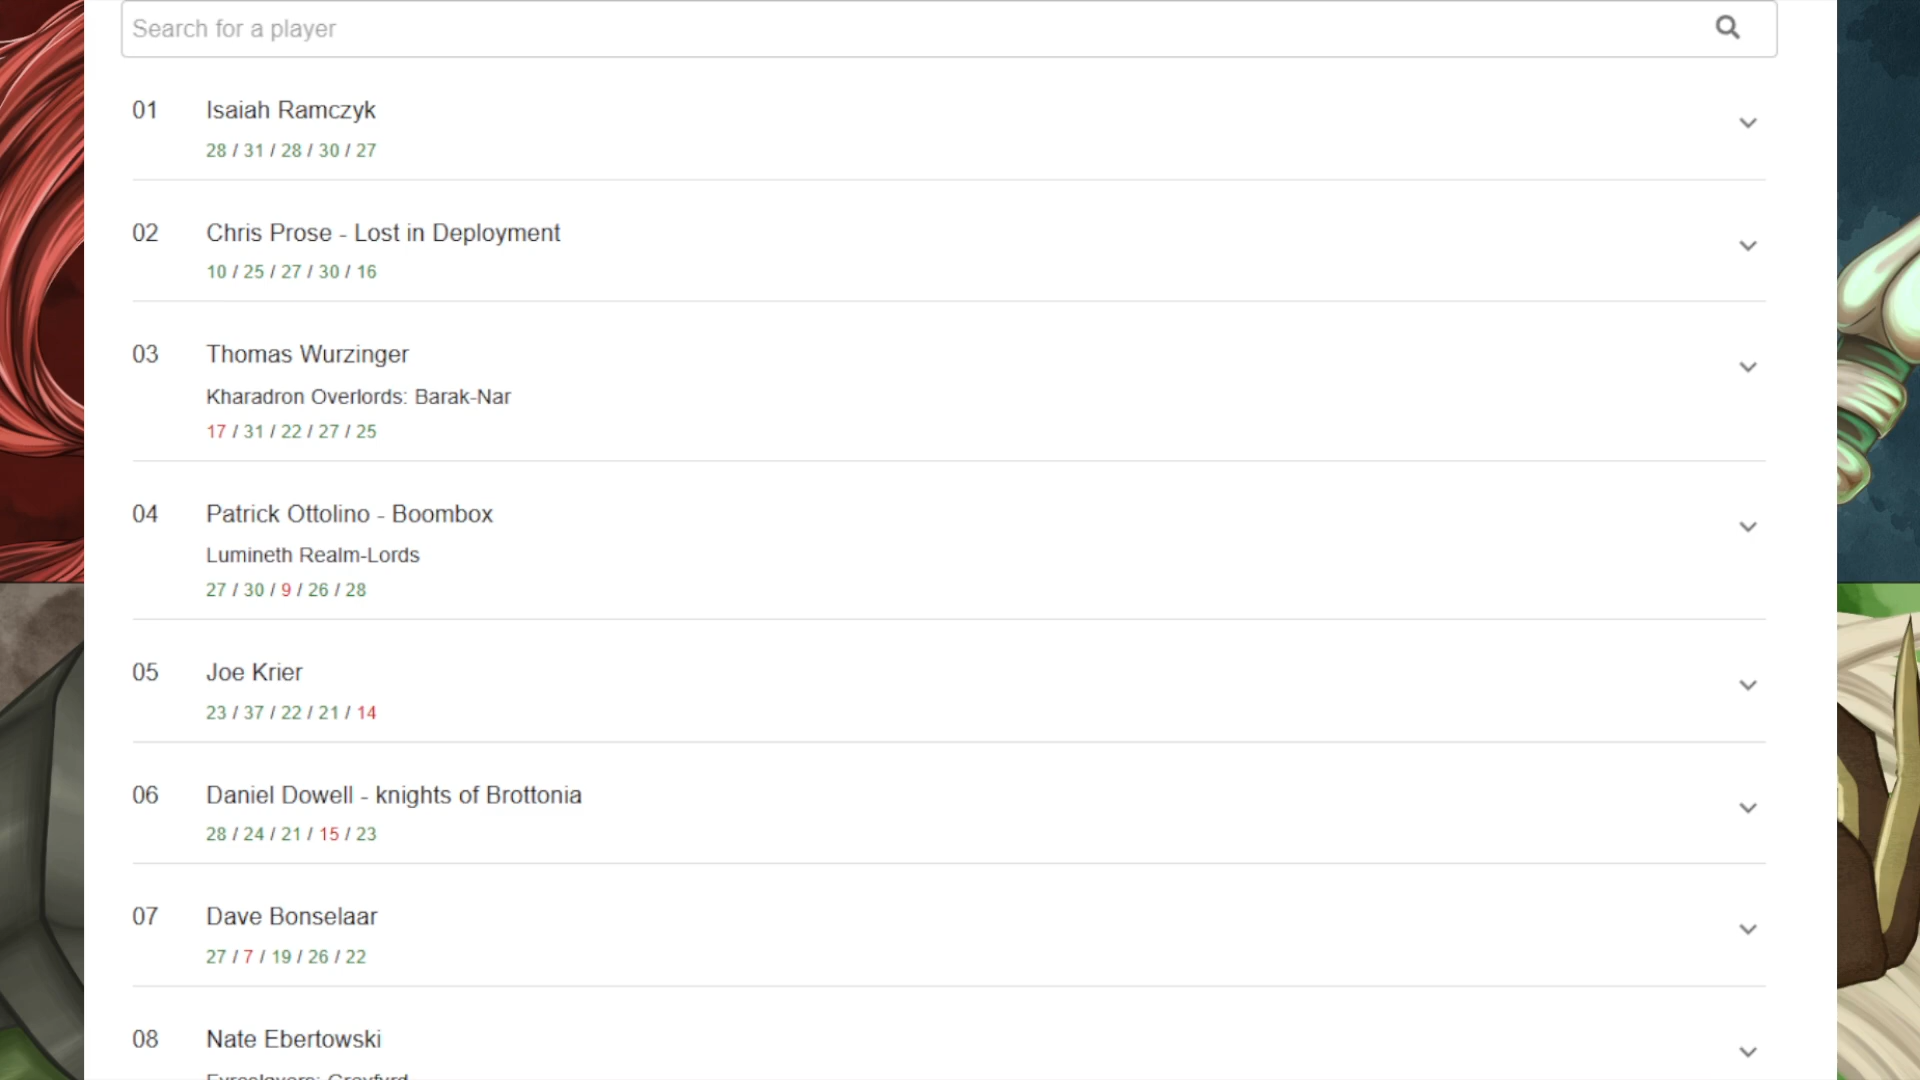 Search for a player
01 Isaiah Ramczyk
28 / 31 / 28 / 30 / 27
02 Chris Prose - Lost in Deployment
10 / 25 / 27 / 30 / 16
03 Thomas Wurzinger
Kharadron Overlords: Barak-Nar
17 / 31 / 22 / 27 / 25
04 Patrick Ottolino - Boombox
Lumineth Realm-Lords
27 / 30 / 9 / 26 / 28
05 Joe Krier
23 / 37 / 22 / 21 / 14
06 Daniel Dowell - knights of Brottonia
28 / 24 / 21 / 15 / 23
07 Dave Bonselaar
27 / 7 / 19 / 26 / 22
08 Nate Ebertowski